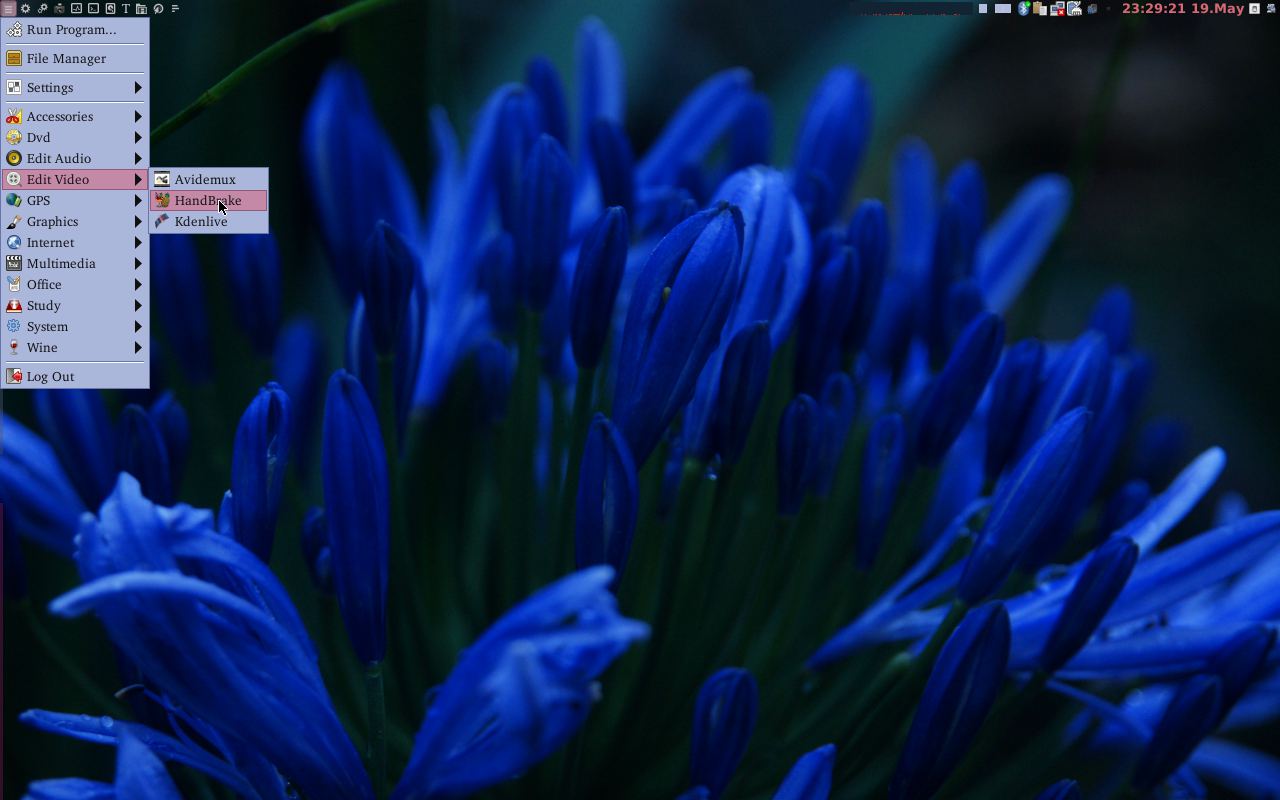 23:29:21 19.May
Run Program...
File Manager
Settings
Accessories
Dvd
Edit Audio
Edit Video
GPS
Graphics
Internet
Multimedia
Office
Study
System
Wine
Log Out
Avidemux
HandBrake
Kdenlive